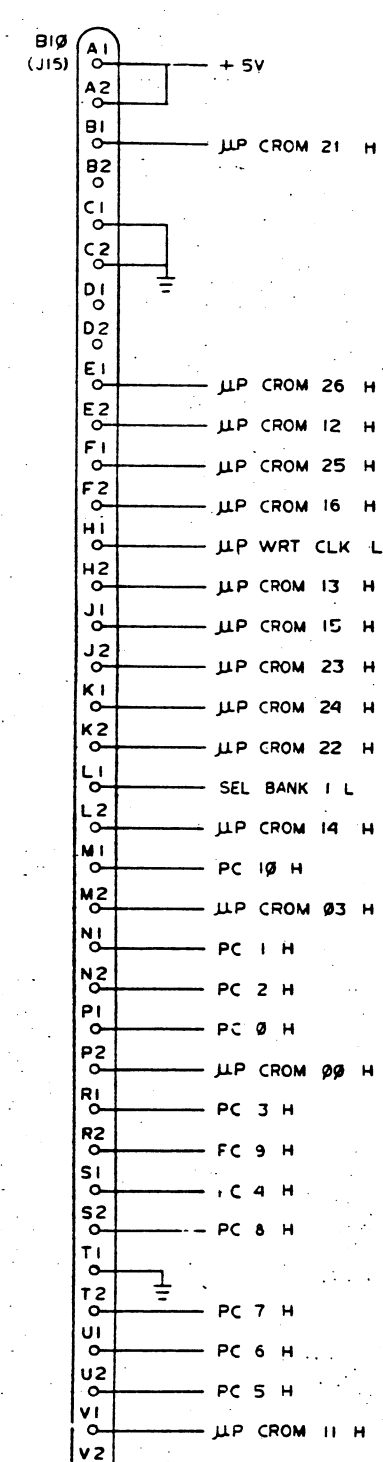 B1Ø
(J15)
A1
+ 5V
A2
B1 µP CROM 21 H
B2
C1
C2
D1
D2
E1 µP CROM 26 H
E2 µP CROM 12 H
F1 µP CROM 25 H
F2 µP CROM 16 H
H1 µP WRT CLK L
H2 µP CROM 13 H
J1 µP CROM 15 H
J2 µP CROM 23 H
K1 µP CROM 24 H
K2 µP CROM 22 H
L1 SEL BANK 1 L
L2 µP CROM 14 H
M1 PC 1Ø H
M2 µP CROM Ø3 H
N1 PC 1 H
N2 PC 2 H
P1 PC Ø H
P2 µP CROM ØØ H
R1 PC 3 H
R2 PC 9 H
S1 C 4 H
S2 PC 8 H
T1
T2 PC 7 H
U1 PC 6 H
U2 PC 5 H
V1 µP CROM 11 H
V2